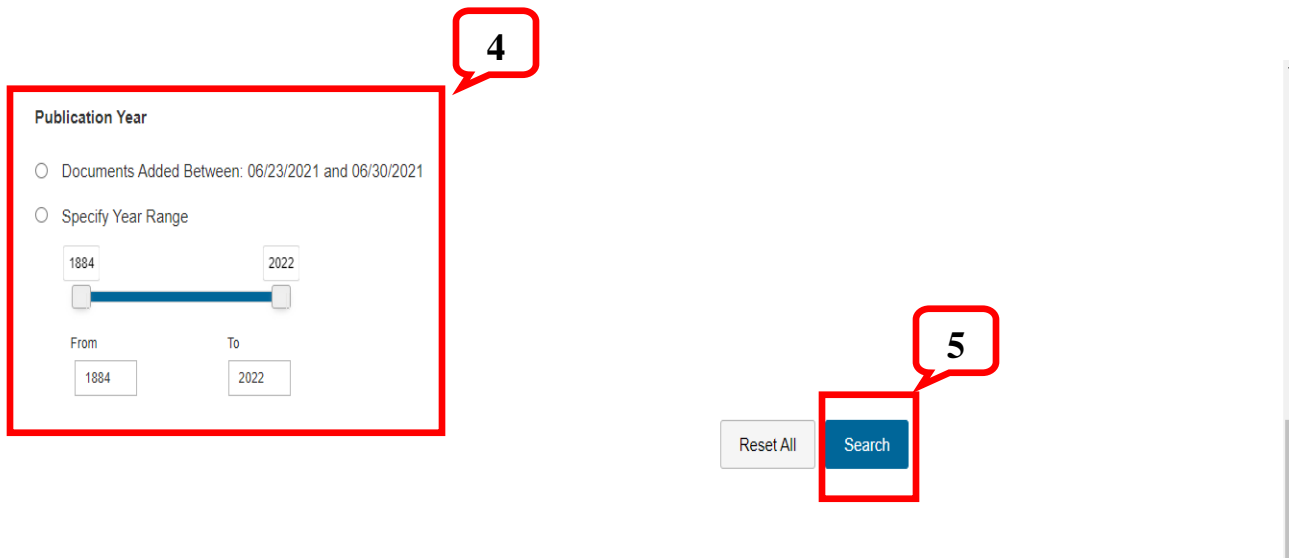 4
Publication Year
Documents Added Between: 06/23/2021 and 06/30/2021
Specify Year Range
1884 2022
From To
1884 2022
5
Reset All Search